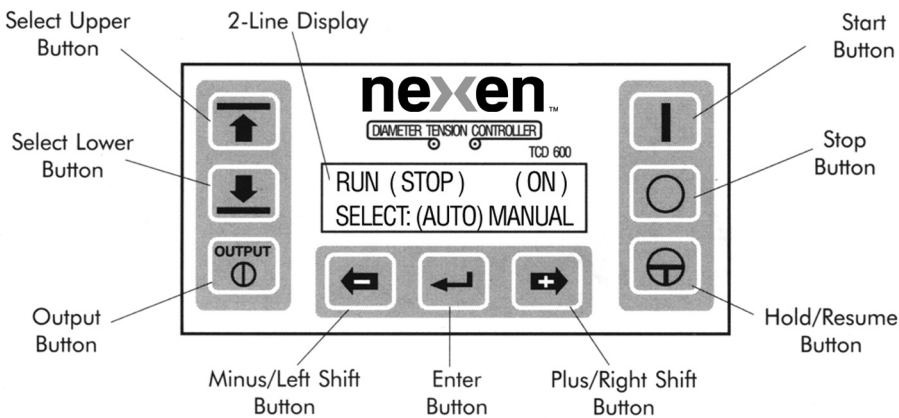 Select Upper
Button
2-Line Display
Start
Button
nexen™
DIAMETER TENSION CONTROLLER
TCD 600
Select Lower
Button
Stop
Button
RUN ( STOP ) ( ON )
SELECT: (AUTO) MANUAL
OUTPUT
Output
Button
Hold/Resume
Button
Minus/Left Shift
Button
Enter
Button
Plus/Right Shift
Button